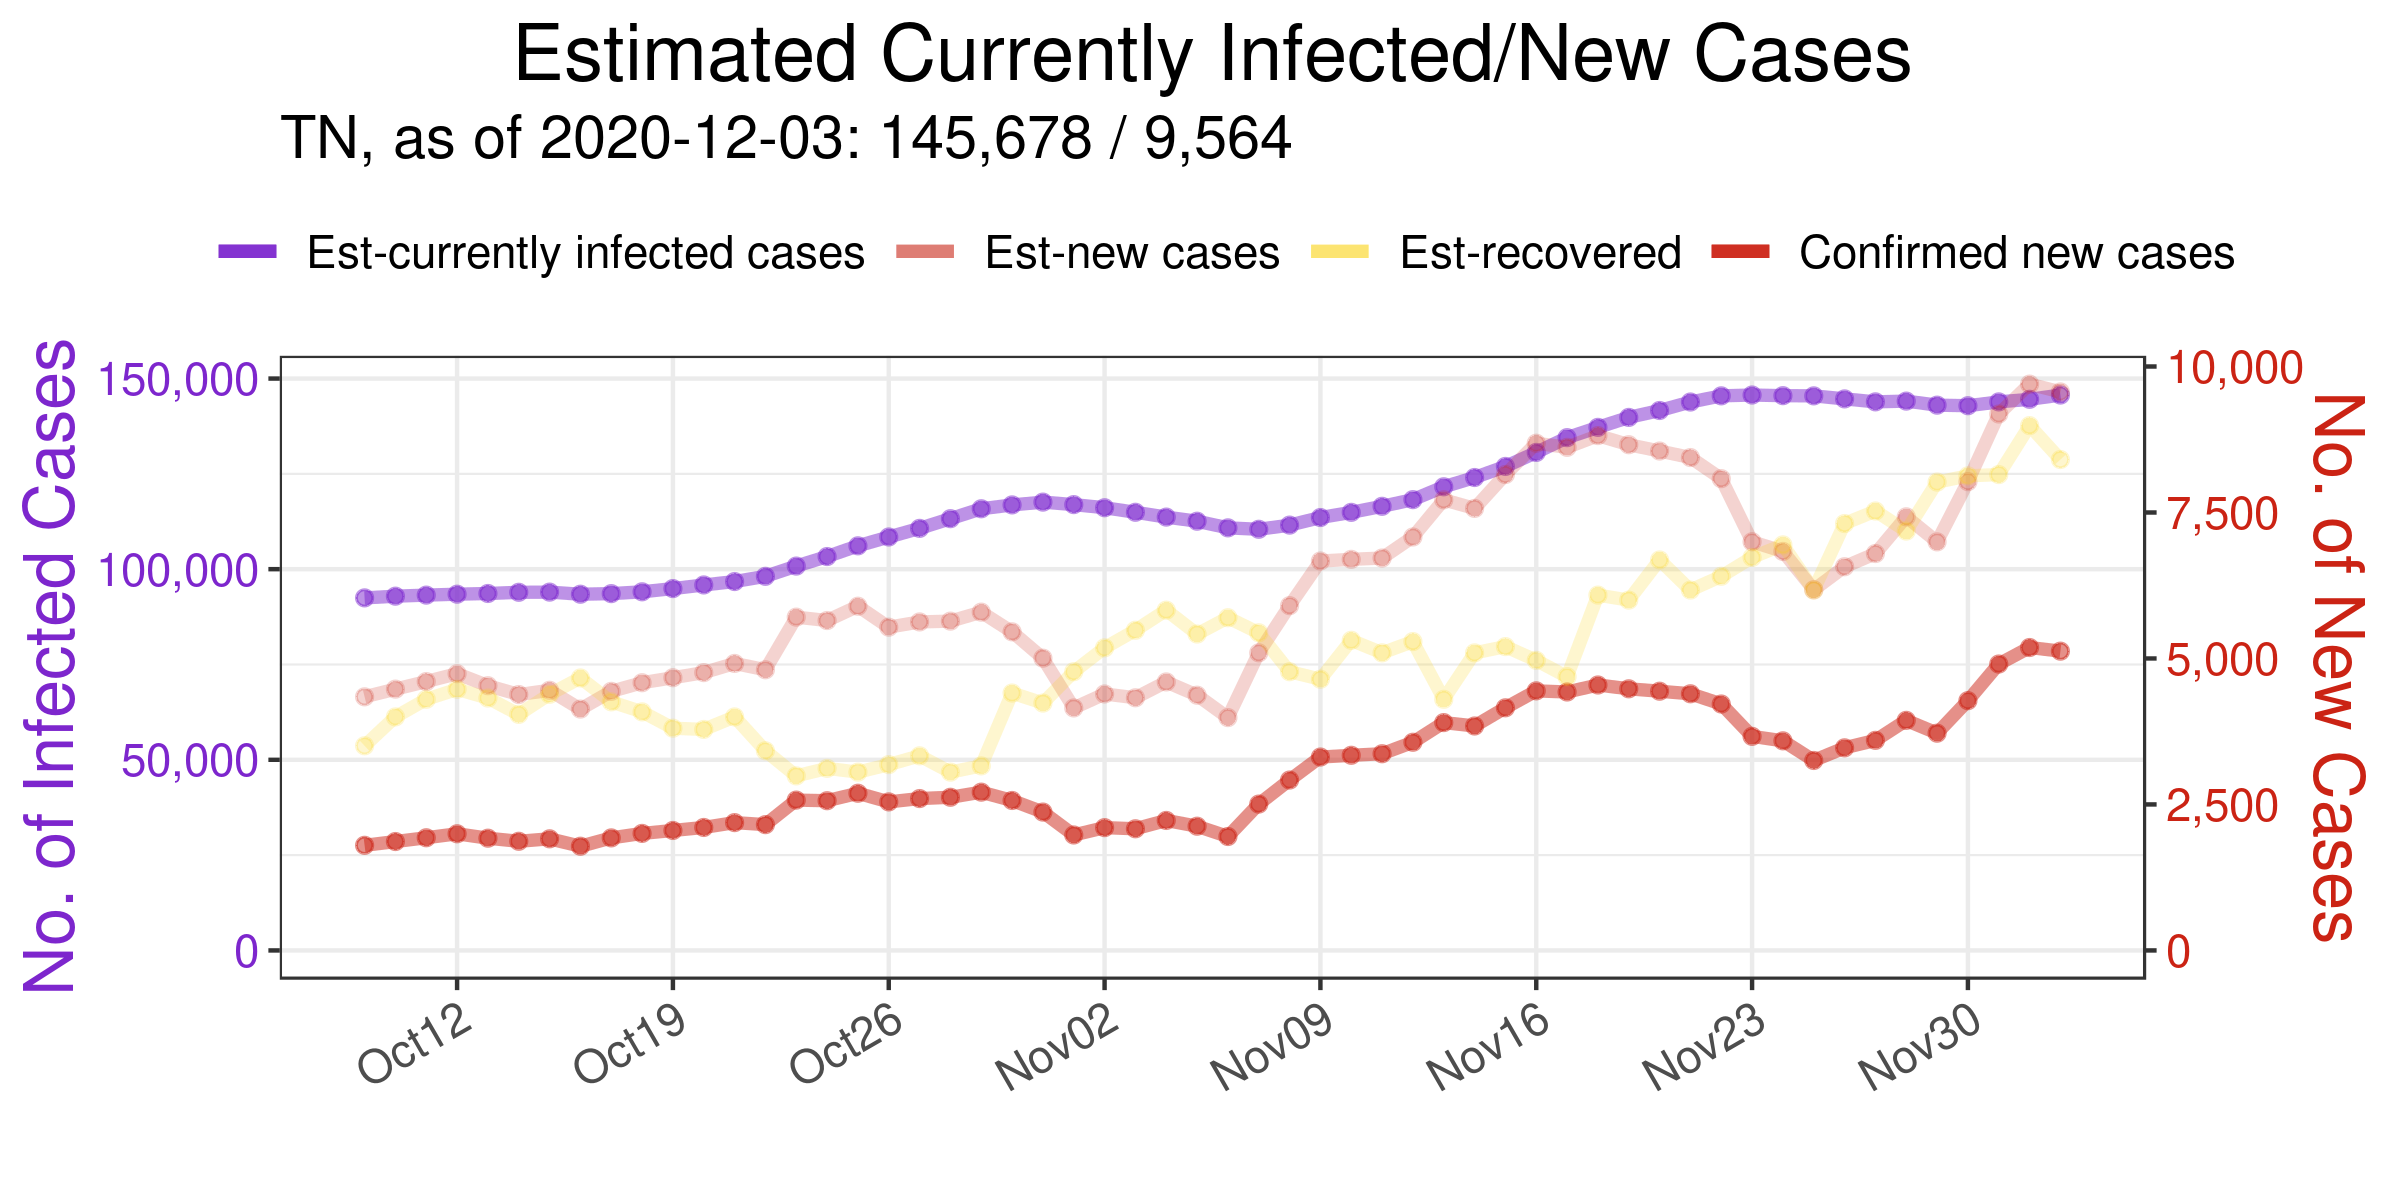 Estimated Currently Infected/New Cases
TN, as of 2020-12-03: 145,678 / 9,564
Est-currently infected cases Est-new cases Est-recovered Confirmed new cases
No. of Infected Cases
150,000
100,000
50,000
0
10,000
7,500
5,000
2,500
0
No. of New Cases
Oct12 Oct19 Oct26 Nov02 Nov09 Nov16 Nov23 Nov30